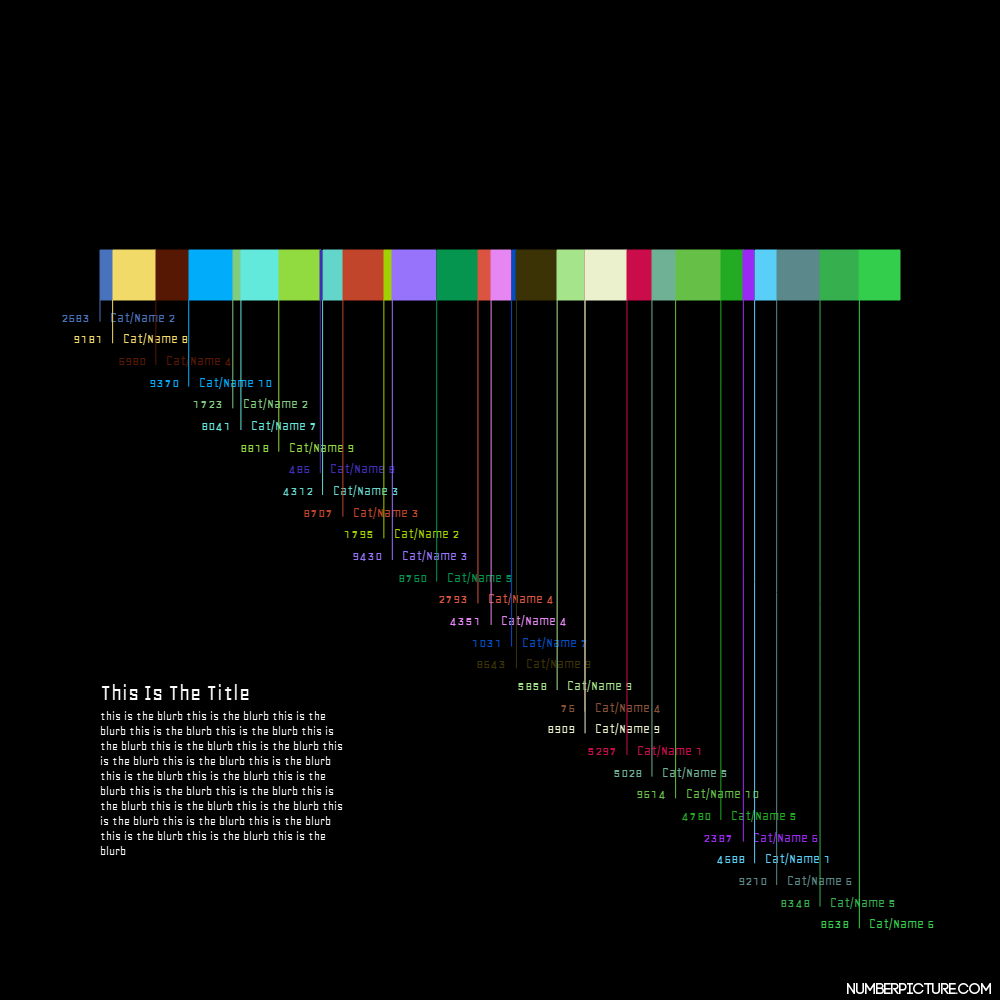 2683 Cat/Name 2
9181 Cat/Name 8
6980 Cat/Name 4
9370 Cat/Name 10
1723 Cat/Name 2
8041 Cat/Name 7
8818 Cat/Name 9
486 Cat/Name 8
4312 Cat/Name 3
8707 Cat/Name 3
1795 Cat/Name 2
9430 Cat/Name 3
8760 Cat/Name 5
2793 Cat/Name 4
4351 Cat/Name 4
1031 Cat/Name 7
8643 Cat/Name 9
5858 Cat/Name 9
76 Cat/Name 4
8909 Cat/Name 9
5297 Cat/Name 1
5028 Cat/Name 5
9614 Cat/Name 10
4780 Cat/Name 5
2387 Cat/Name 6
4688 Cat/Name 1
9210 Cat/Name 6
8348 Cat/Name 5
8638 Cat/Name 6
This Is The Title
this is the blurb this is the blurb this is the
blurb this is the blurb this is the blurb this is
the blurb this is the blurb this is the blurb this
is the blurb this is the blurb this is the blurb
this is the blurb this is the blurb this is the
blurb this is the blurb this is the blurb this is
the blurb this is the blurb this is the blurb this
is the blurb this is the blurb this is the blurb
this is the blurb this is the blurb this is the
blurb
NUMBERPICTURE.COM